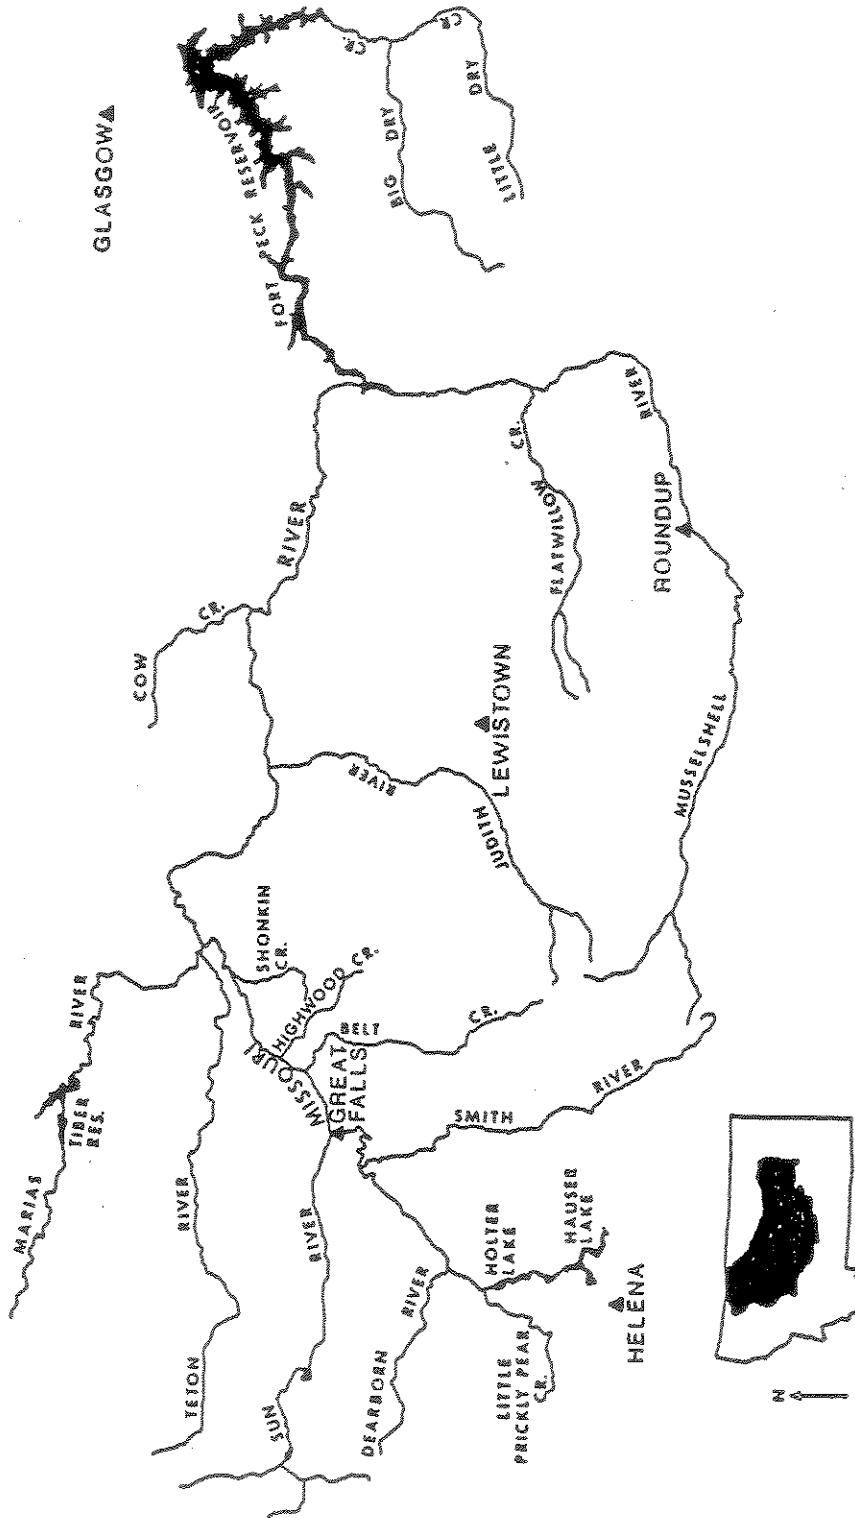 MARIAS
RIVER
TIBER
RES.
TETON
RIVER
SUN
RIVER
DEARBORN
RIVER
LITTLE
PRICKLY PEAR
CR.
HOLTER
LAKE
HAUSER
LAKE
HELENA
SMITH
RIVER
GREAT
FALLS
MISSOURI
BELT
CR.
HIGHWOOD CR.
SHONKIN
CR.
JUDITH
RIVER
LEWISTOWN
COW
CR.
RIVER
MUSSELSHELL
RIVER
ROUNDUP
FLATWILLOW
CR.
FORT PECK RESERVOIR
GLASGOW
BIG DRY
CR.
LITTLE DRY
CR.
N